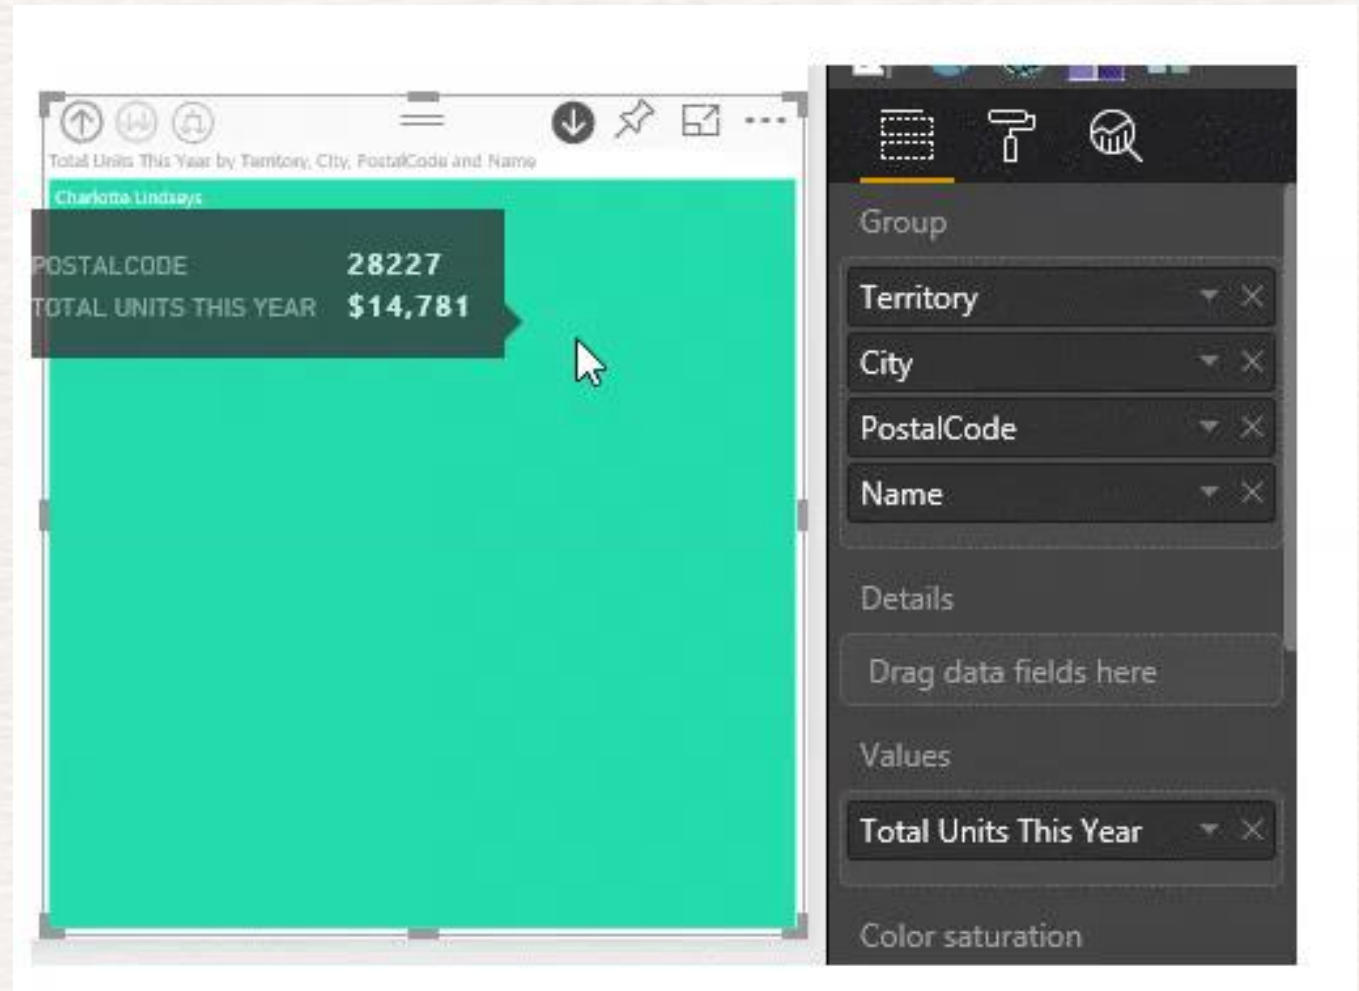 Total Units This Year by Territory, City, PostalCode and Name
Charlotte Lindseys
POSTALCODE 28227
TOTAL UNITS THIS YEAR $14,781
Group
Territory
City
PostalCode
Name
Details
Drag data fields here
Values
Total Units This Year
Color saturation